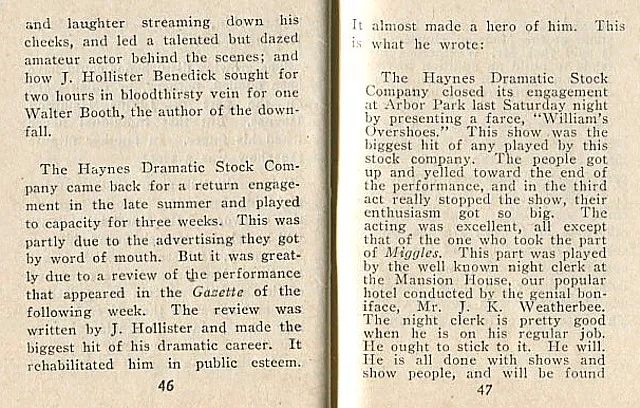 and laughter streaming down his
cheeks, and led a talented but dazed
amateur actor behind the scenes; and
how J. Hollister Benedick sought for
two hours in bloodthirsty vein for one
Walter Booth, the author of the down-
fall.
The Haynes Dramatic Stock Com-
pany came back for a return engage-
ment in the late summer and played
to capacity for three weeks. This was
partly due to the advertising they got
by word of mouth. But it was great-
ly due to a review of the performance
that appeared in the Gazette of the
following week. The review was
written by J. Hollister and made the
biggest hit of his dramatic career. It
rehabilitated him in public esteem.
46
It almost made a hero of him. This
is what he wrote:
The Haynes Dramatic Stock
Company closed its engagement
at Arbor Park last Saturday night
by presenting a farce, "William's
Overshoes." This show was the
biggest hit of any played by this
stock company. The people got
up and yelled toward the end of
the performance, and in the third
act really stopped the show, their
enthusiasm got so big. The
acting was excellent, all except
that of the one who took the part
of Miggles. This part was played
by the well known night clerk at
the Mansion House, our popular
hotel conducted by the genial bon-
iface, Mr. J. K. Weatherbee.
The night clerk is pretty good
when he is on his regular job.
He ought to stick to it. He will.
He is all done with shows and
show people, and will be found
47